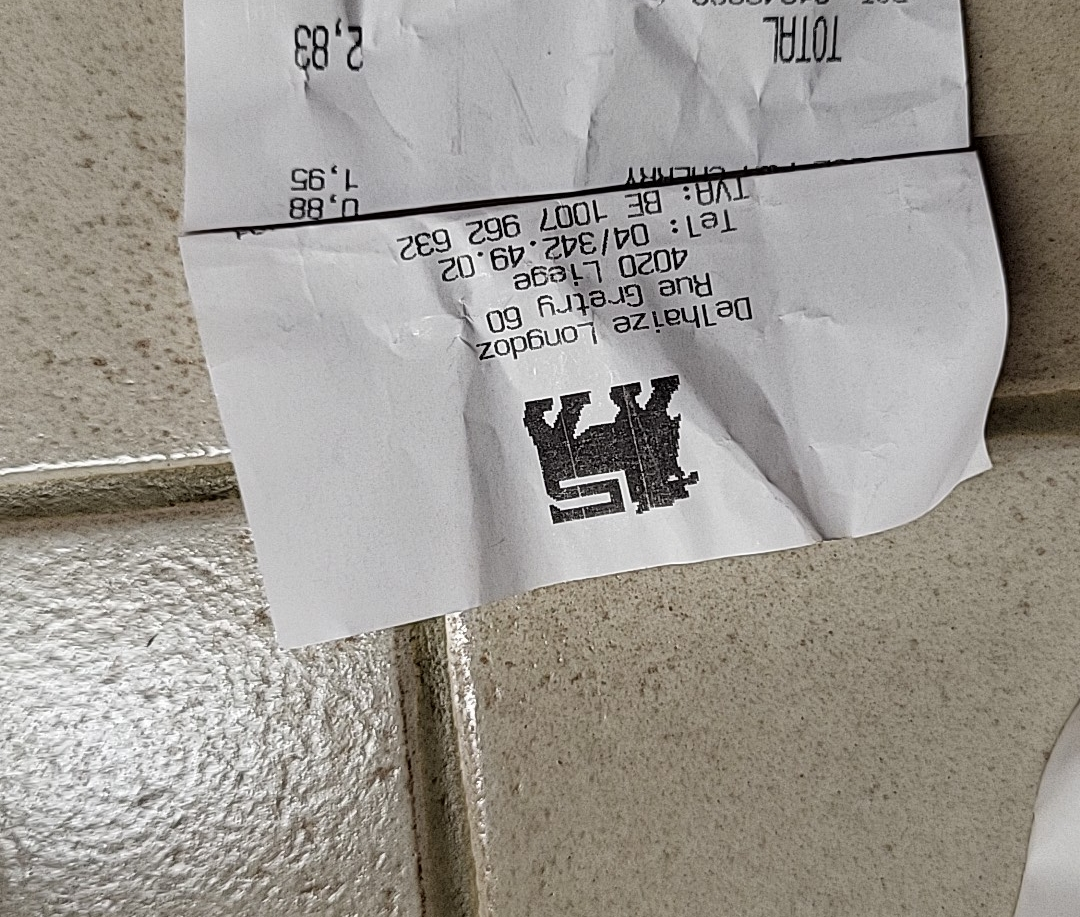 Delhaize Longdoz
Rue Gretry 60
4020 Liege
Tel: 04/342.49.02
TVA: BE 1007 962 632
0,88
CHERRY 1,95
TOTAL 2,83